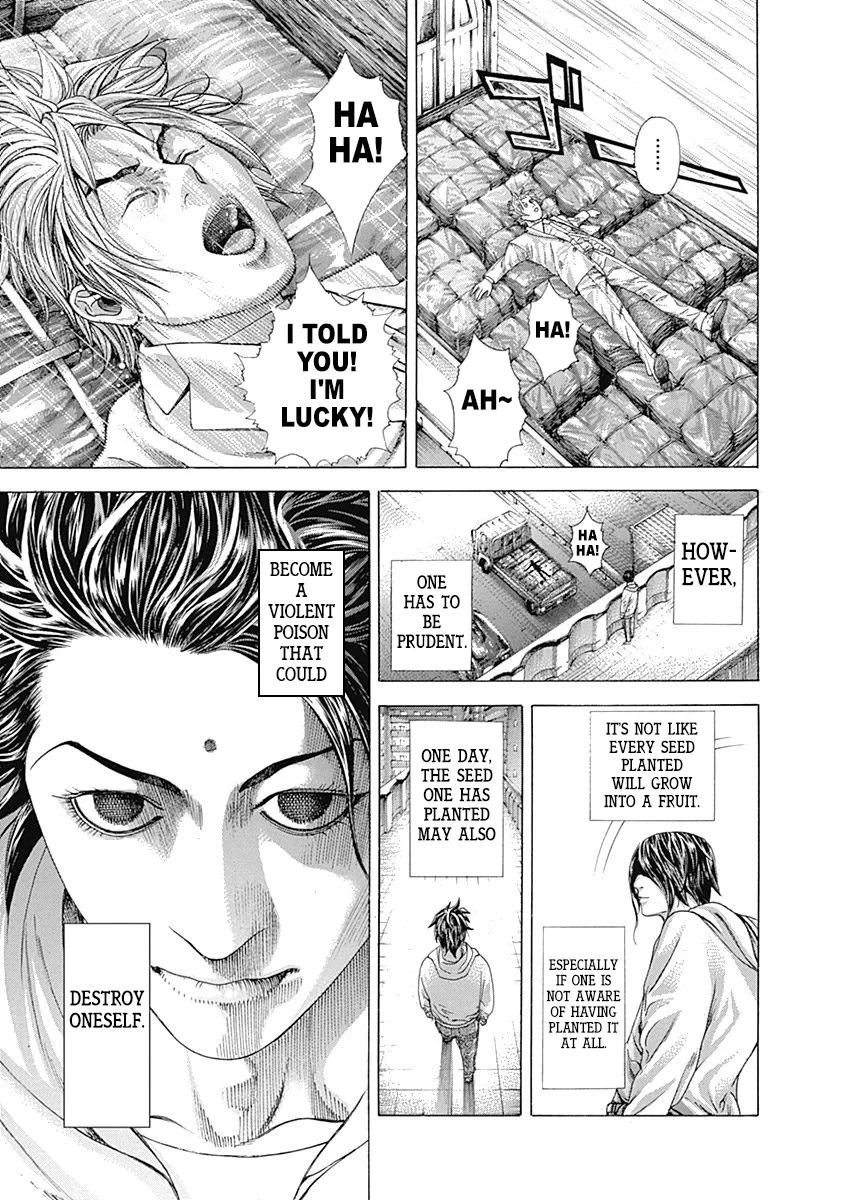 ......
ゴ
HA!
AH~
HA
HA!
I TOLD
YOU!
I'M
LUCKY!
HOW-
EVER,
HA
HA!
ONE
HAS TO
BE
PRUDENT.
IT'S NOT LIKE
EVERY SEED
PLANTED
WILL GROW
INTO A FRUIT.
ESPECIALLY
IF ONE IS
NOT AWARE
OF HAVING
PLANTED IT
AT ALL.
ONE DAY,
THE SEED
ONE HAS
PLANTED
MAY ALSO
BECOME
A
VIOLENT
POISON
THAT
COULD
DESTROY
ONESELF.